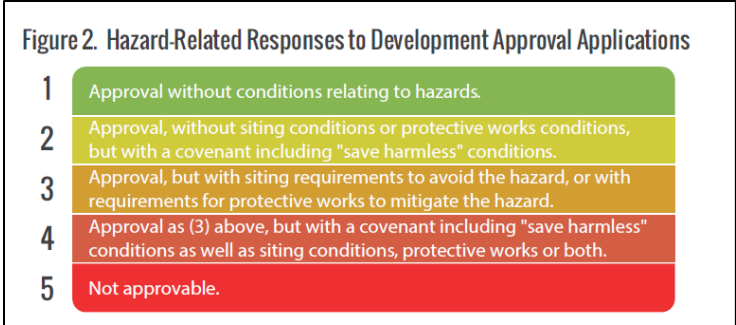 Figure 2. Hazard-Related Responses to Development Approval Applications
1 Approval without conditions relating to hazards.
2 Approval, without siting conditions or protective works conditions,
but with a covenant including "save harmless" conditions.
3 Approval, but with siting requirements to avoid the hazard, or with
requirements for protective works to mitigate the hazard.
4 Approval as (3) above, but with a covenant including "save harmless"
conditions as well as siting conditions, protective works or both.
5 Not approvable.